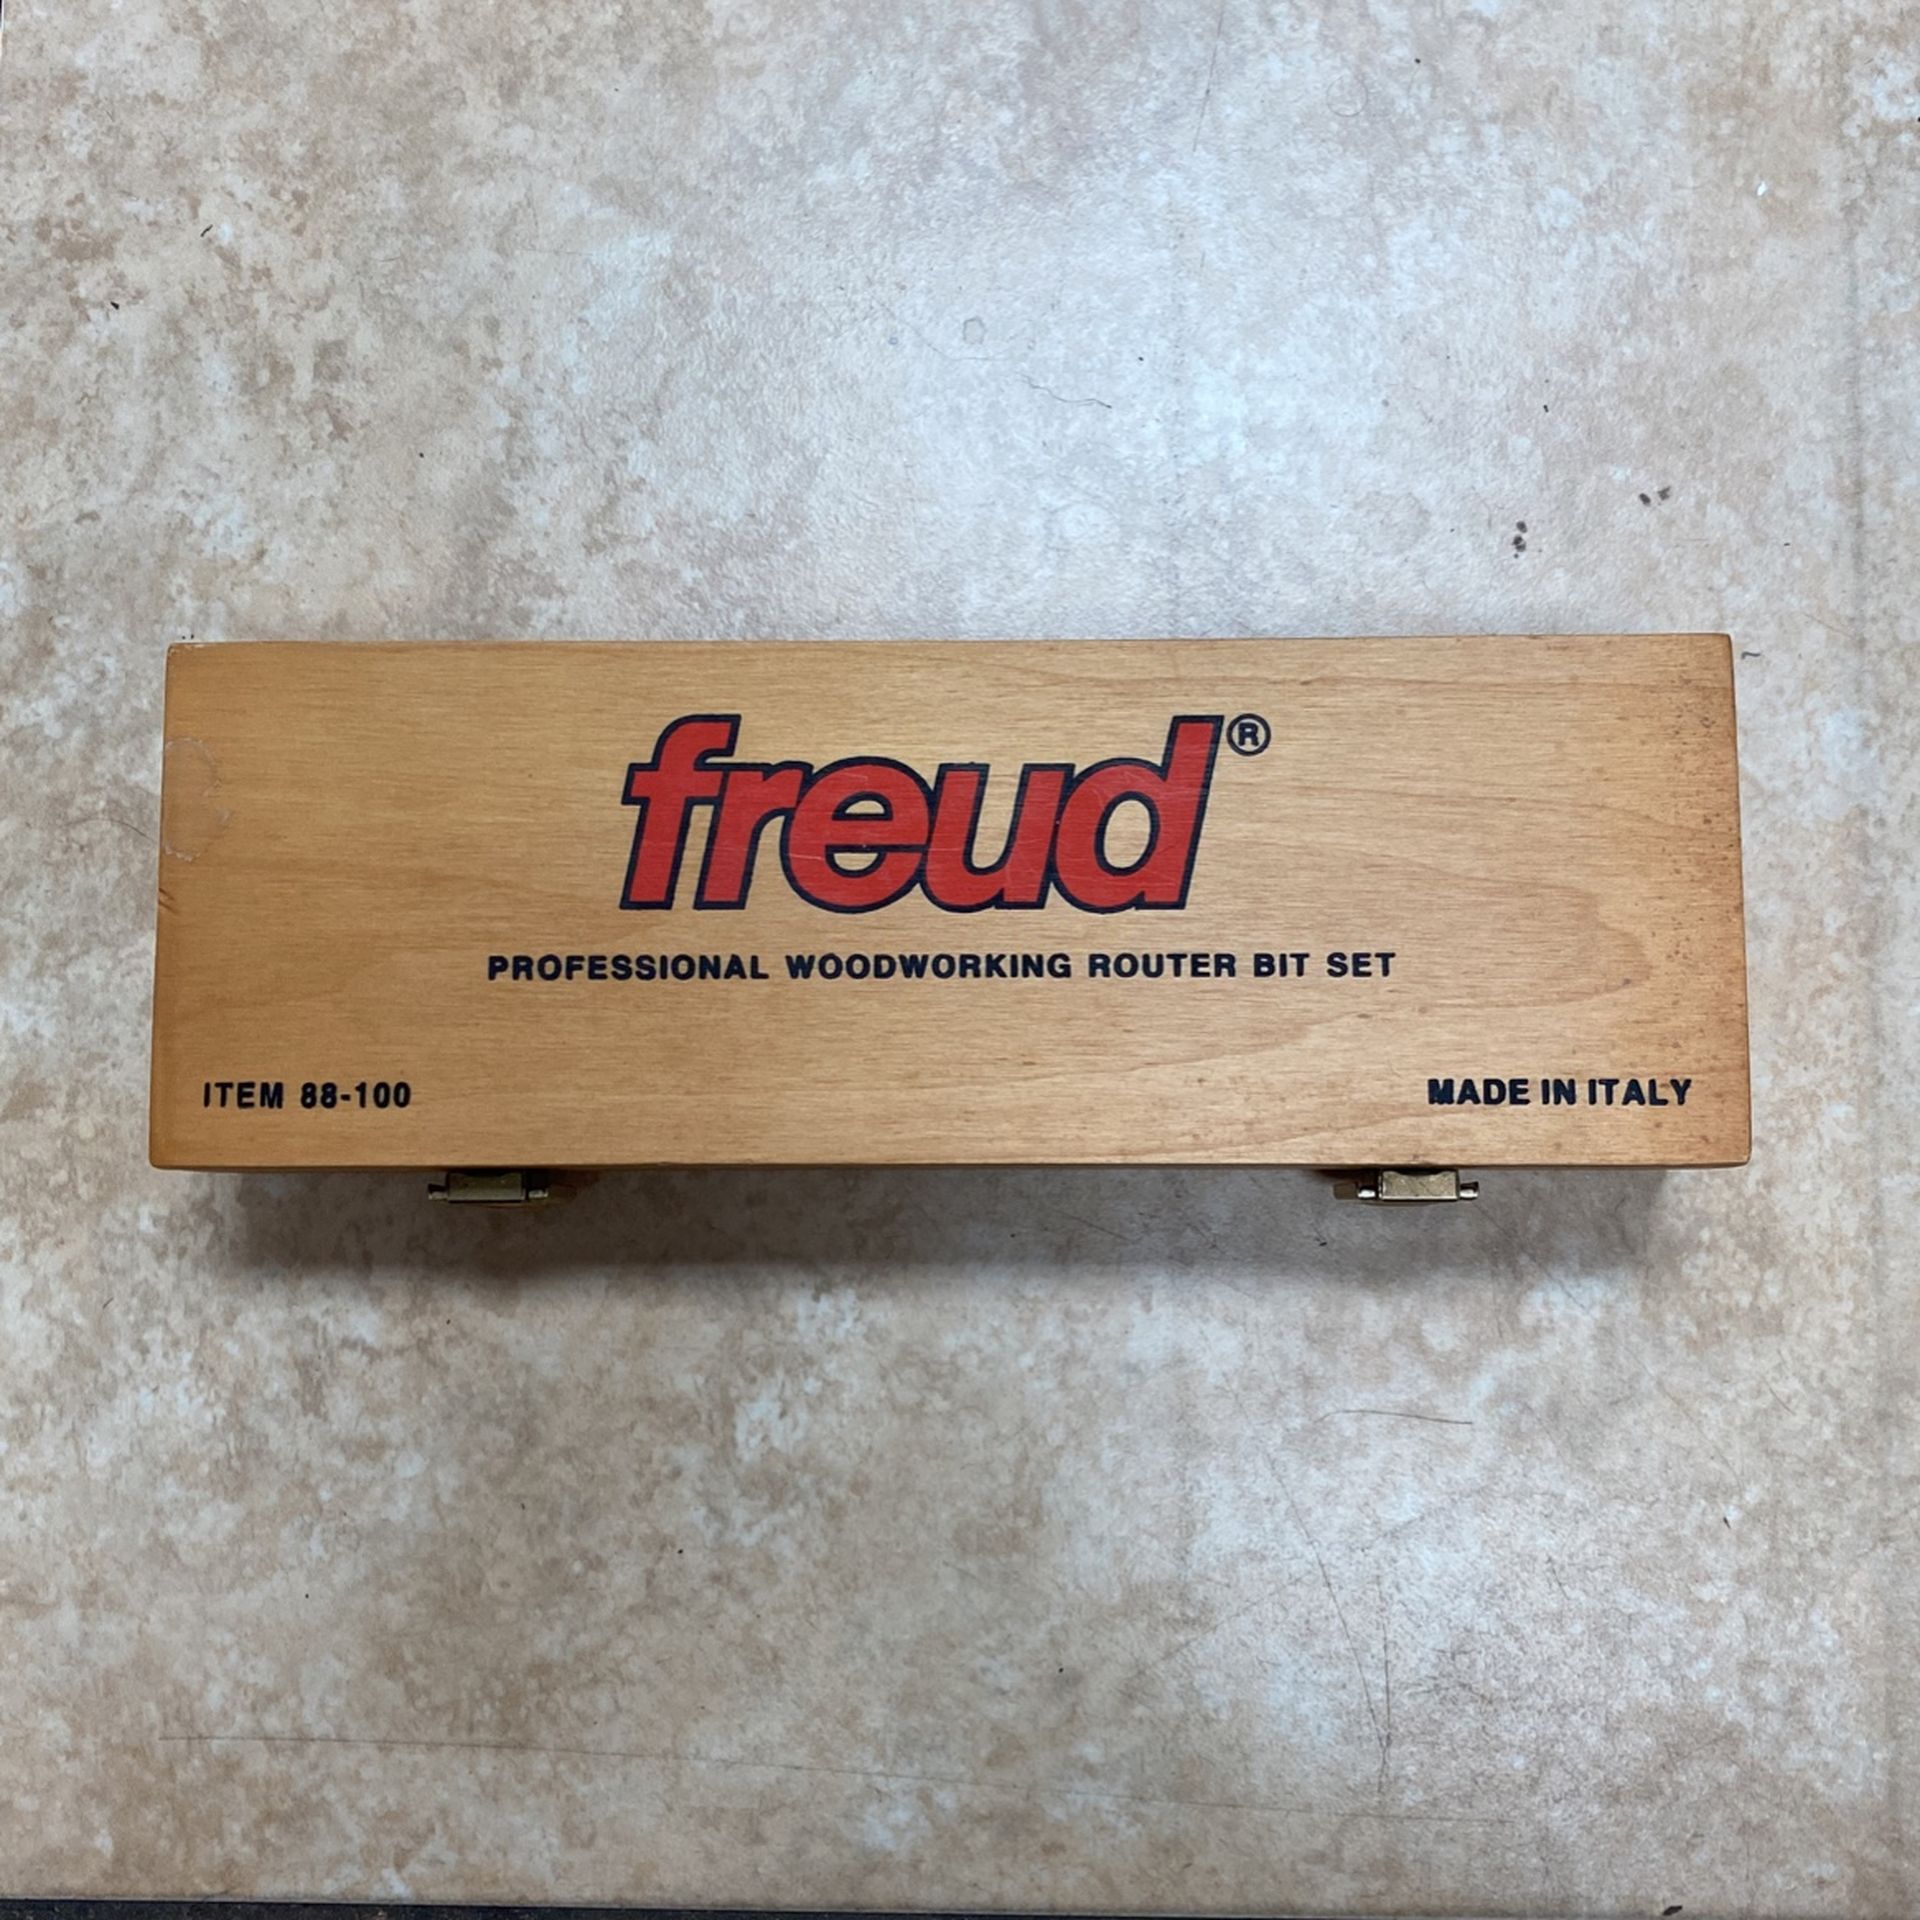 freud®
PROFESSIONAL WOODWORKING ROUTER BIT SET
ITEM 88-100
MADE IN ITALY